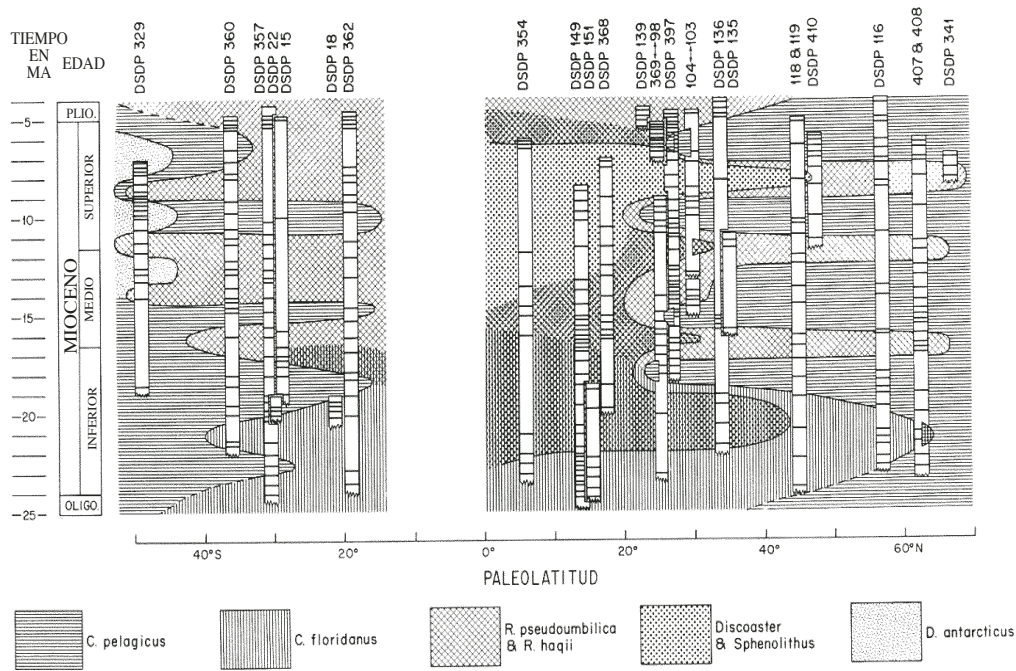 TIEMPO
EN
MA
EDAD
DSDP 329
DSDP 360
DSDP 357
DSDP 22
DSDP 15
DSDP 18
DSDP 362
DSDP 354
DSDP 149
DSDP 151
DSDP 368
DSDP 139
369--98
DSDP 397
104--103
DSDP 136
DSDP 135
118 & 119
DSDP 410
DSDP 116
407 & 408
DSDP 341
PLIO.
MIOCENO
SUPERIOR
MEDIO
INFERIOR
OLIGO.
-5-
-10-
-15-
-20-
-25-
40°S
20°
0°
20°
40°
60°N
PALEOLATITUD
C. pelagicus
C. floridanus
R. pseudoumbilica
& R. haqii
Discoaster
& Sphenolithus
D. antarcticus